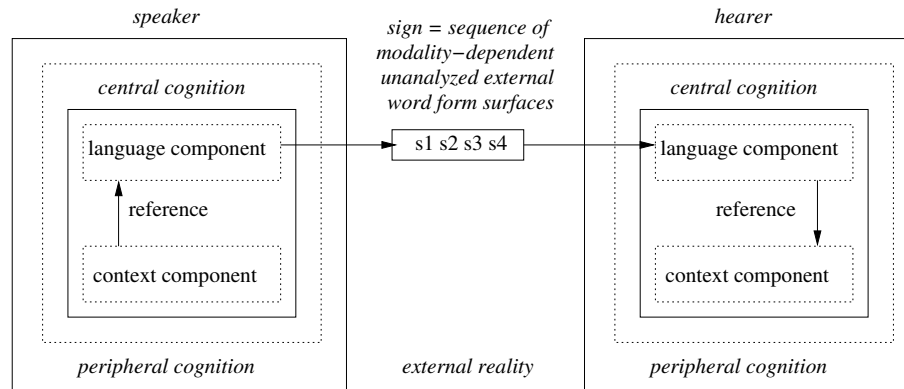 speaker
sign = sequence of
modality−dependent
unanalyzed external
word form surfaces
hearer
central cognition
language component
reference
context component
peripheral cognition
s1 s2 s3 s4
external reality
central cognition
language component
reference
context component
peripheral cognition